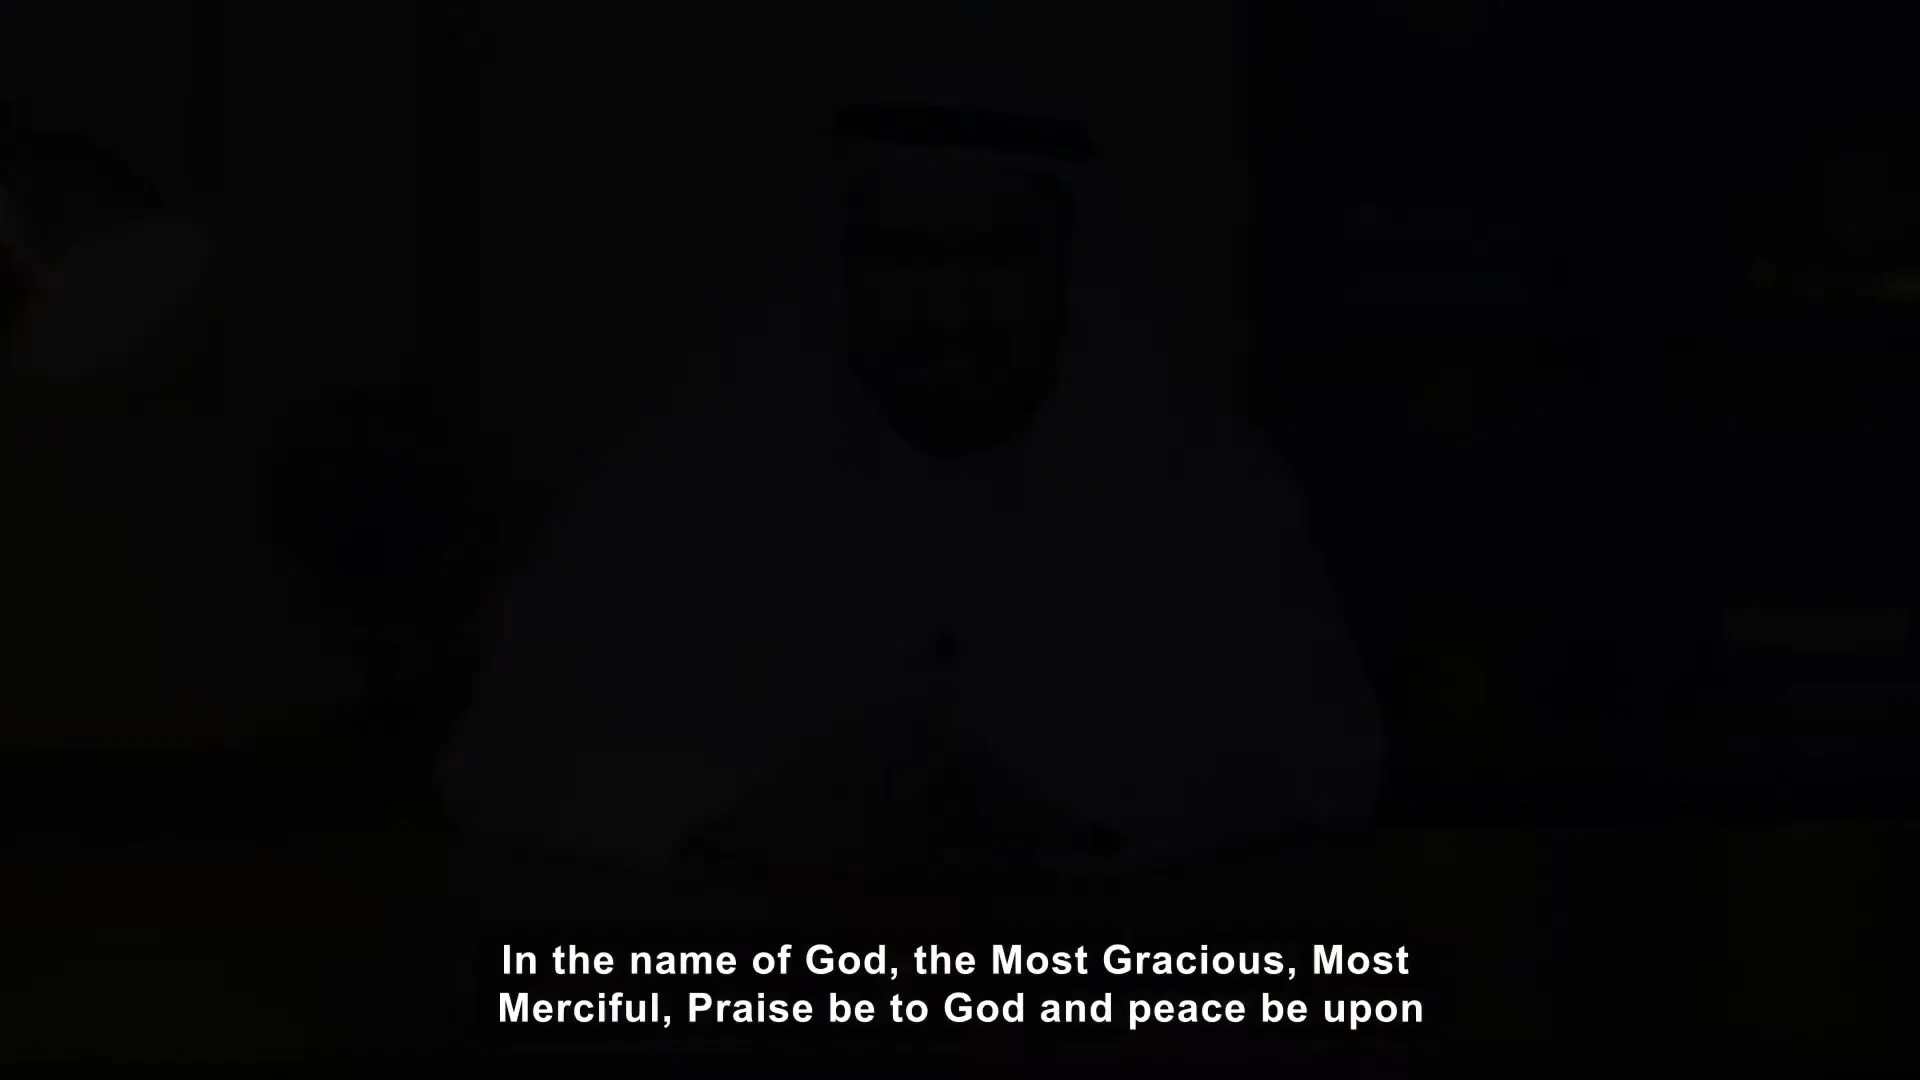 In the name of God, the Most Gracious, Most
Merciful, Praise be to God and peace be upon